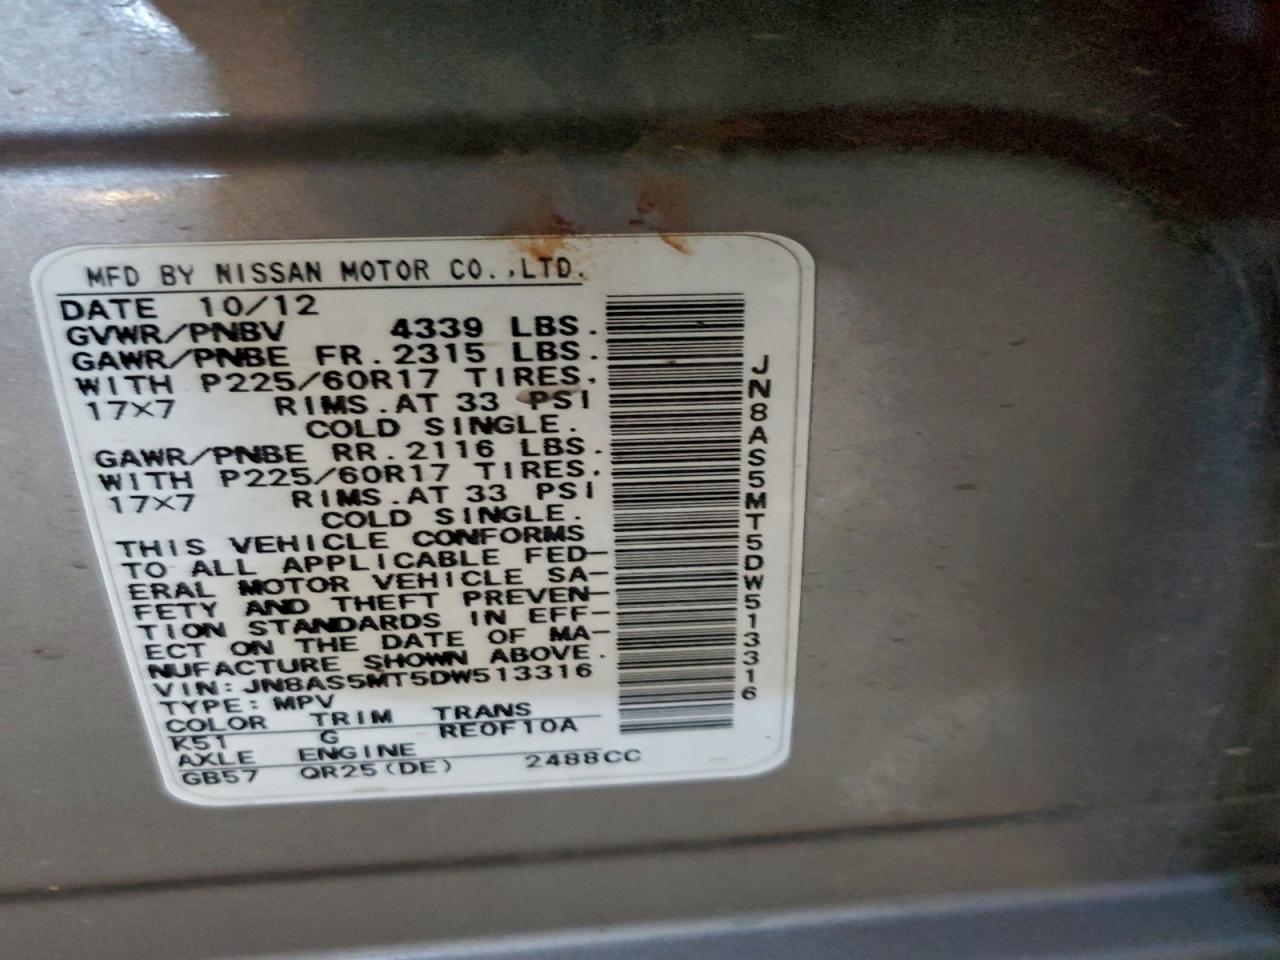 MFD BY NISSAN MOTOR CO.,LTD.
DATE 10/12
GVWR/PNBV 4339 LBS.
GAWR/PNBE FR.2315 LBS.
WITH P225/60R17 TIRES.
17X7 RIMS.AT 33 PSI
COLD SINGLE.
GAWR/PNBE RR.2116 LBS.
WITH P225/60R17 TIRES.
17X7 RIMS.AT 33 PSI
COLD SINGLE.
THIS VEHICLE CONFORMS
TO ALL APPLICABLE FED-
ERAL MOTOR VEHICLE SA-
FETY AND THEFT PREVEN-
TION STANDARDS IN EFF-
ECT ON THE DATE OF MA-
NUFACTURE SHOWN ABOVE.
VIN:JN8AS5MT5DW513316
TYPE:MPV
COLOR TRIM TRANS
K51 G RE0F10A
AXLE ENGINE
GB57 QR25(DE) 2488CC
JN8AS5MT5DW513316